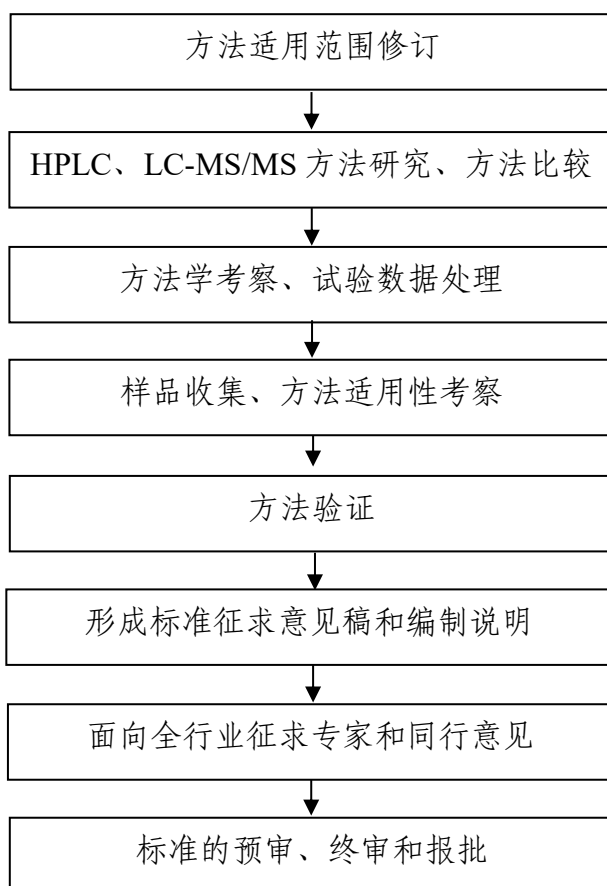 方法适用范围修订
HPLC、LC-MS/MS 方法研究、方法比较
方法学考察、试验数据处理
样品收集、方法适用性考察
方法验证
形成标准征求意见稿和编制说明
面向全行业征求专家和同行意见
标准的预审、终审和报批